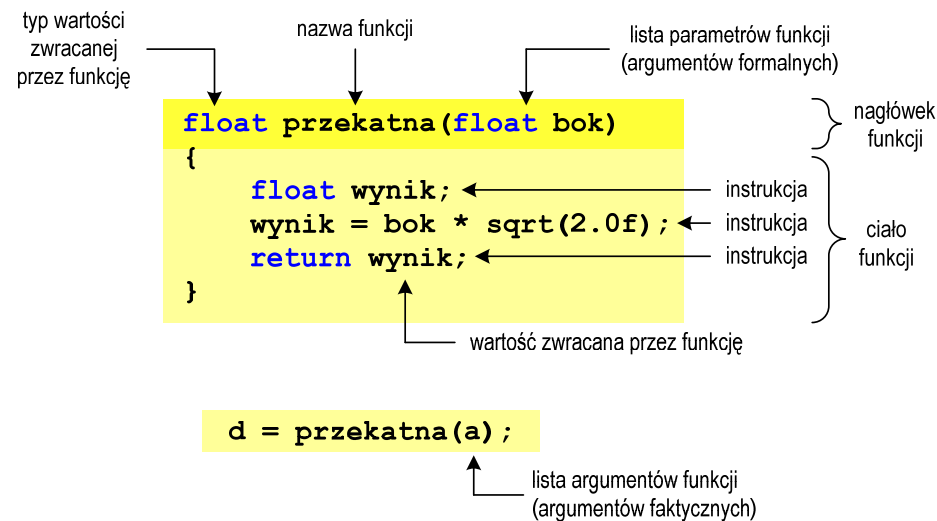 typ wartości
zwracanej
przez funkcję
nazwa funkcji
lista parametrów funkcji
(argumentów formalnych)
float przekatna(float bok)
nagłówek
funkcji
{
float wynik;
instrukcja
wynik = bok * sqrt(2.0f);
instrukcja
return wynik;
instrukcja
}
ciało
funkcji
wartość zwracana przez funkcję
d = przekatna(a);
lista argumentów funkcji
(argumentów faktycznych)